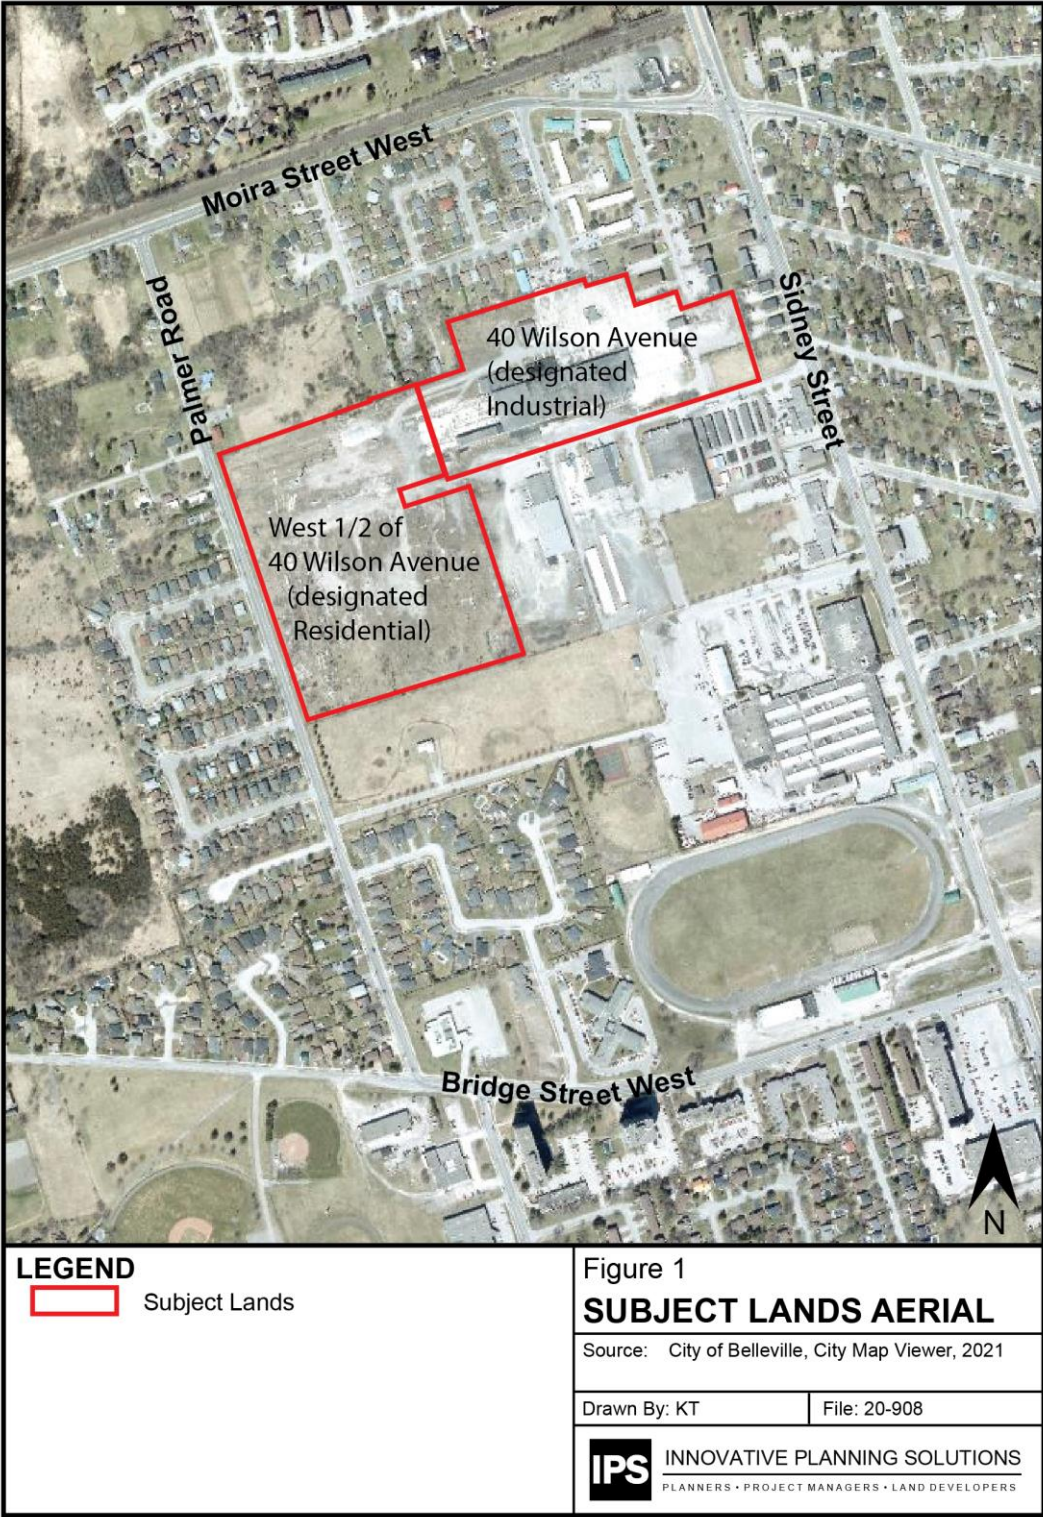 Moira Street West
Palmer Road
Sidney Street
40 Wilson Avenue
(designated
Industrial)
West 1/2 of
40 Wilson Avenue
(designated
Residential)
Bridge Street West
N
LEGEND
Subject Lands
Figure 1
SUBJECT LANDS AERIAL
Source: City of Belleville, City Map Viewer, 2021
Drawn By: KT
File: 20-908
IPS
INNOVATIVE PLANNING SOLUTIONS
PLANNERS • PROJECT MANAGERS • LAND DEVELOPERS